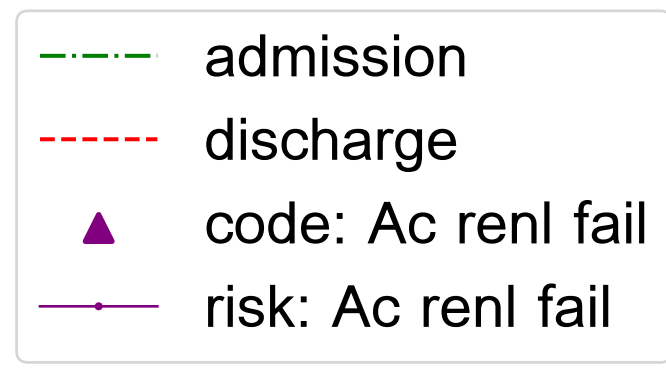 admission
discharge
code: Ac renl fail
risk: Ac renl fail